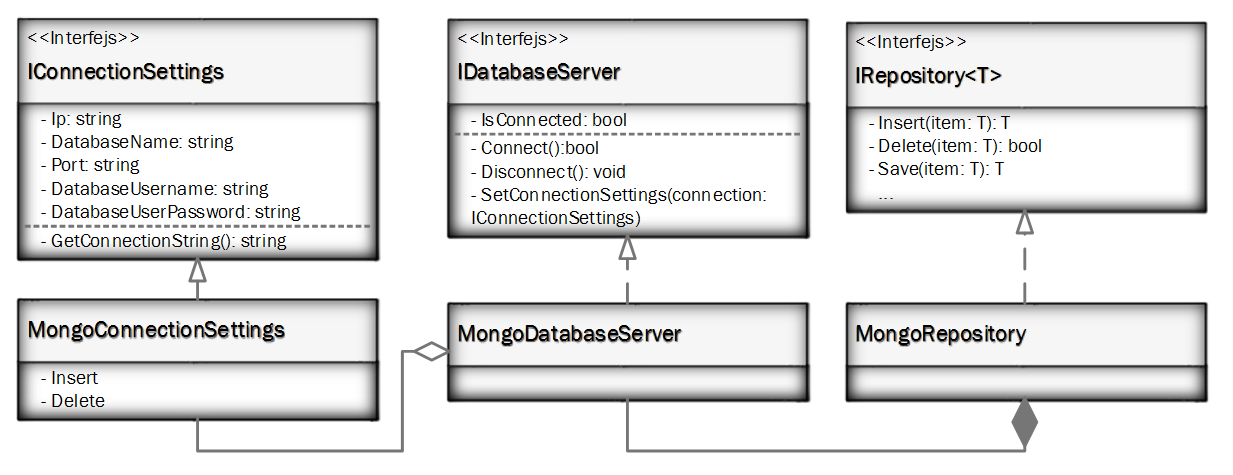 <<Interfejs>>
IConnectionSettings
- Ip: string
- DatabaseName: string
- Port: string
- DatabaseUsername: string
- DatabaseUserPassword: string
- GetConnectionString(): string
<<Interfejs>>
IDatabaseServer
- IsConnected: bool
- Connect():bool
- Disconnect(): void
- SetConnectionSettings(connection:
IConnectionSettings)
<<Interfejs>>
IRepository<T>
- Insert(item: T): T
- Delete(item: T): bool
- Save(item: T): T
...
MongoConnectionSettings
- Insert
- Delete
MongoDatabaseServer
MongoRepository